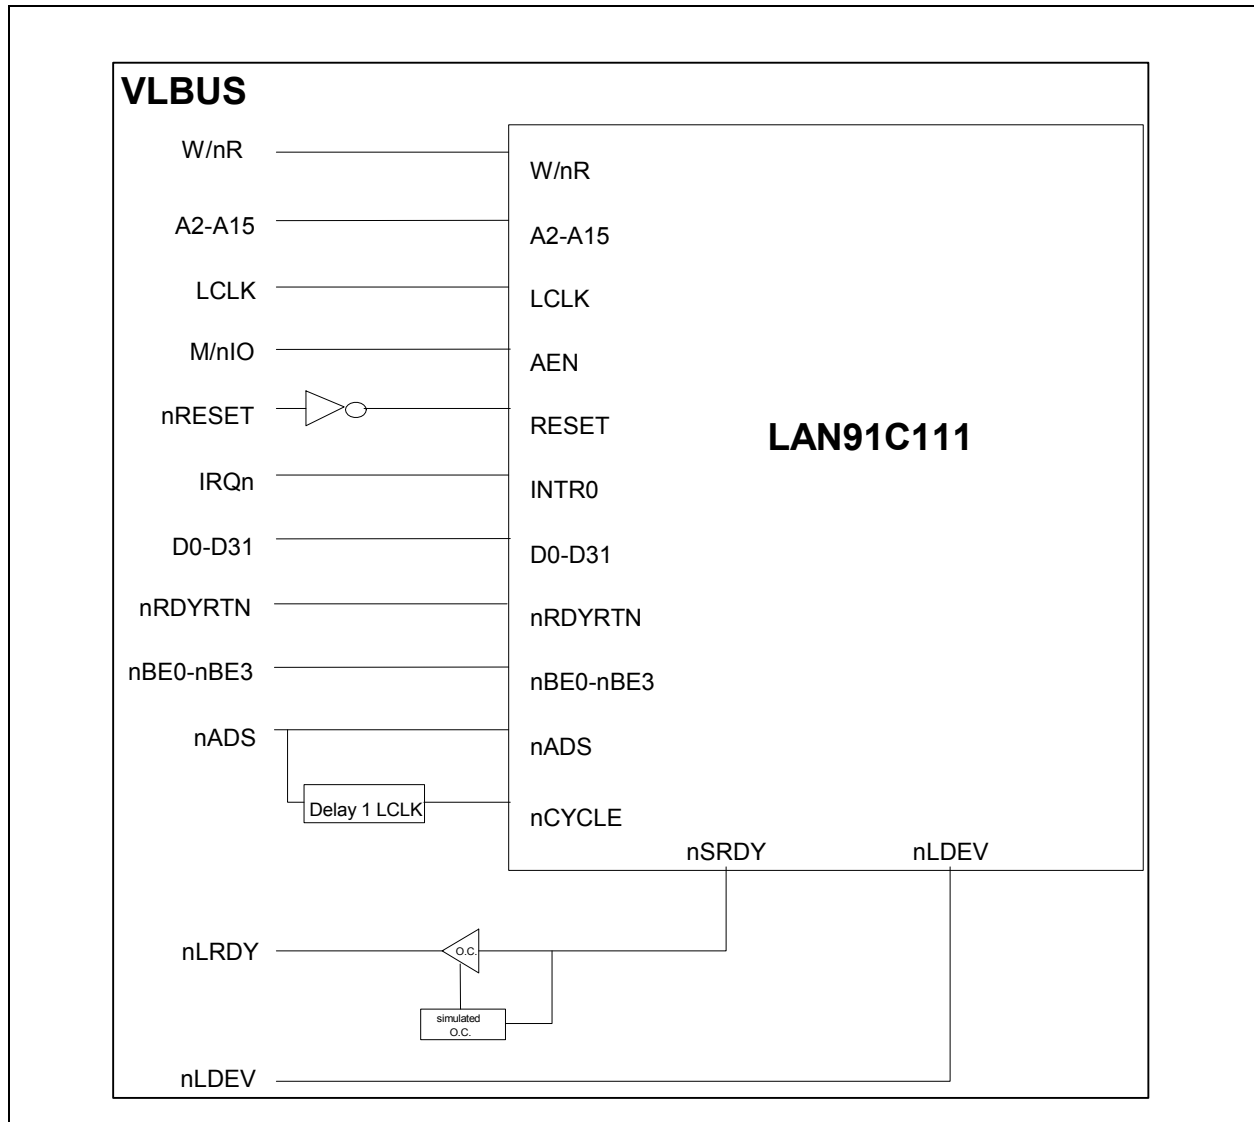 VLBUS
W/nR
W/nR
A2-A15
A2-A15
LCLK
LCLK
M/nIO
AEN
nRESET
RESET
LAN91C111
IRQn
INTR0
D0-D31
D0-D31
nRDYRTN
nRDYRTN
nBE0-nBE3
nBE0-nBE3
nADS
nADS
Delay 1 LCLK
nCYCLE
nSRDY
nLDEV
nLRDY
O.C.
simulated
O.C.
nLDEV